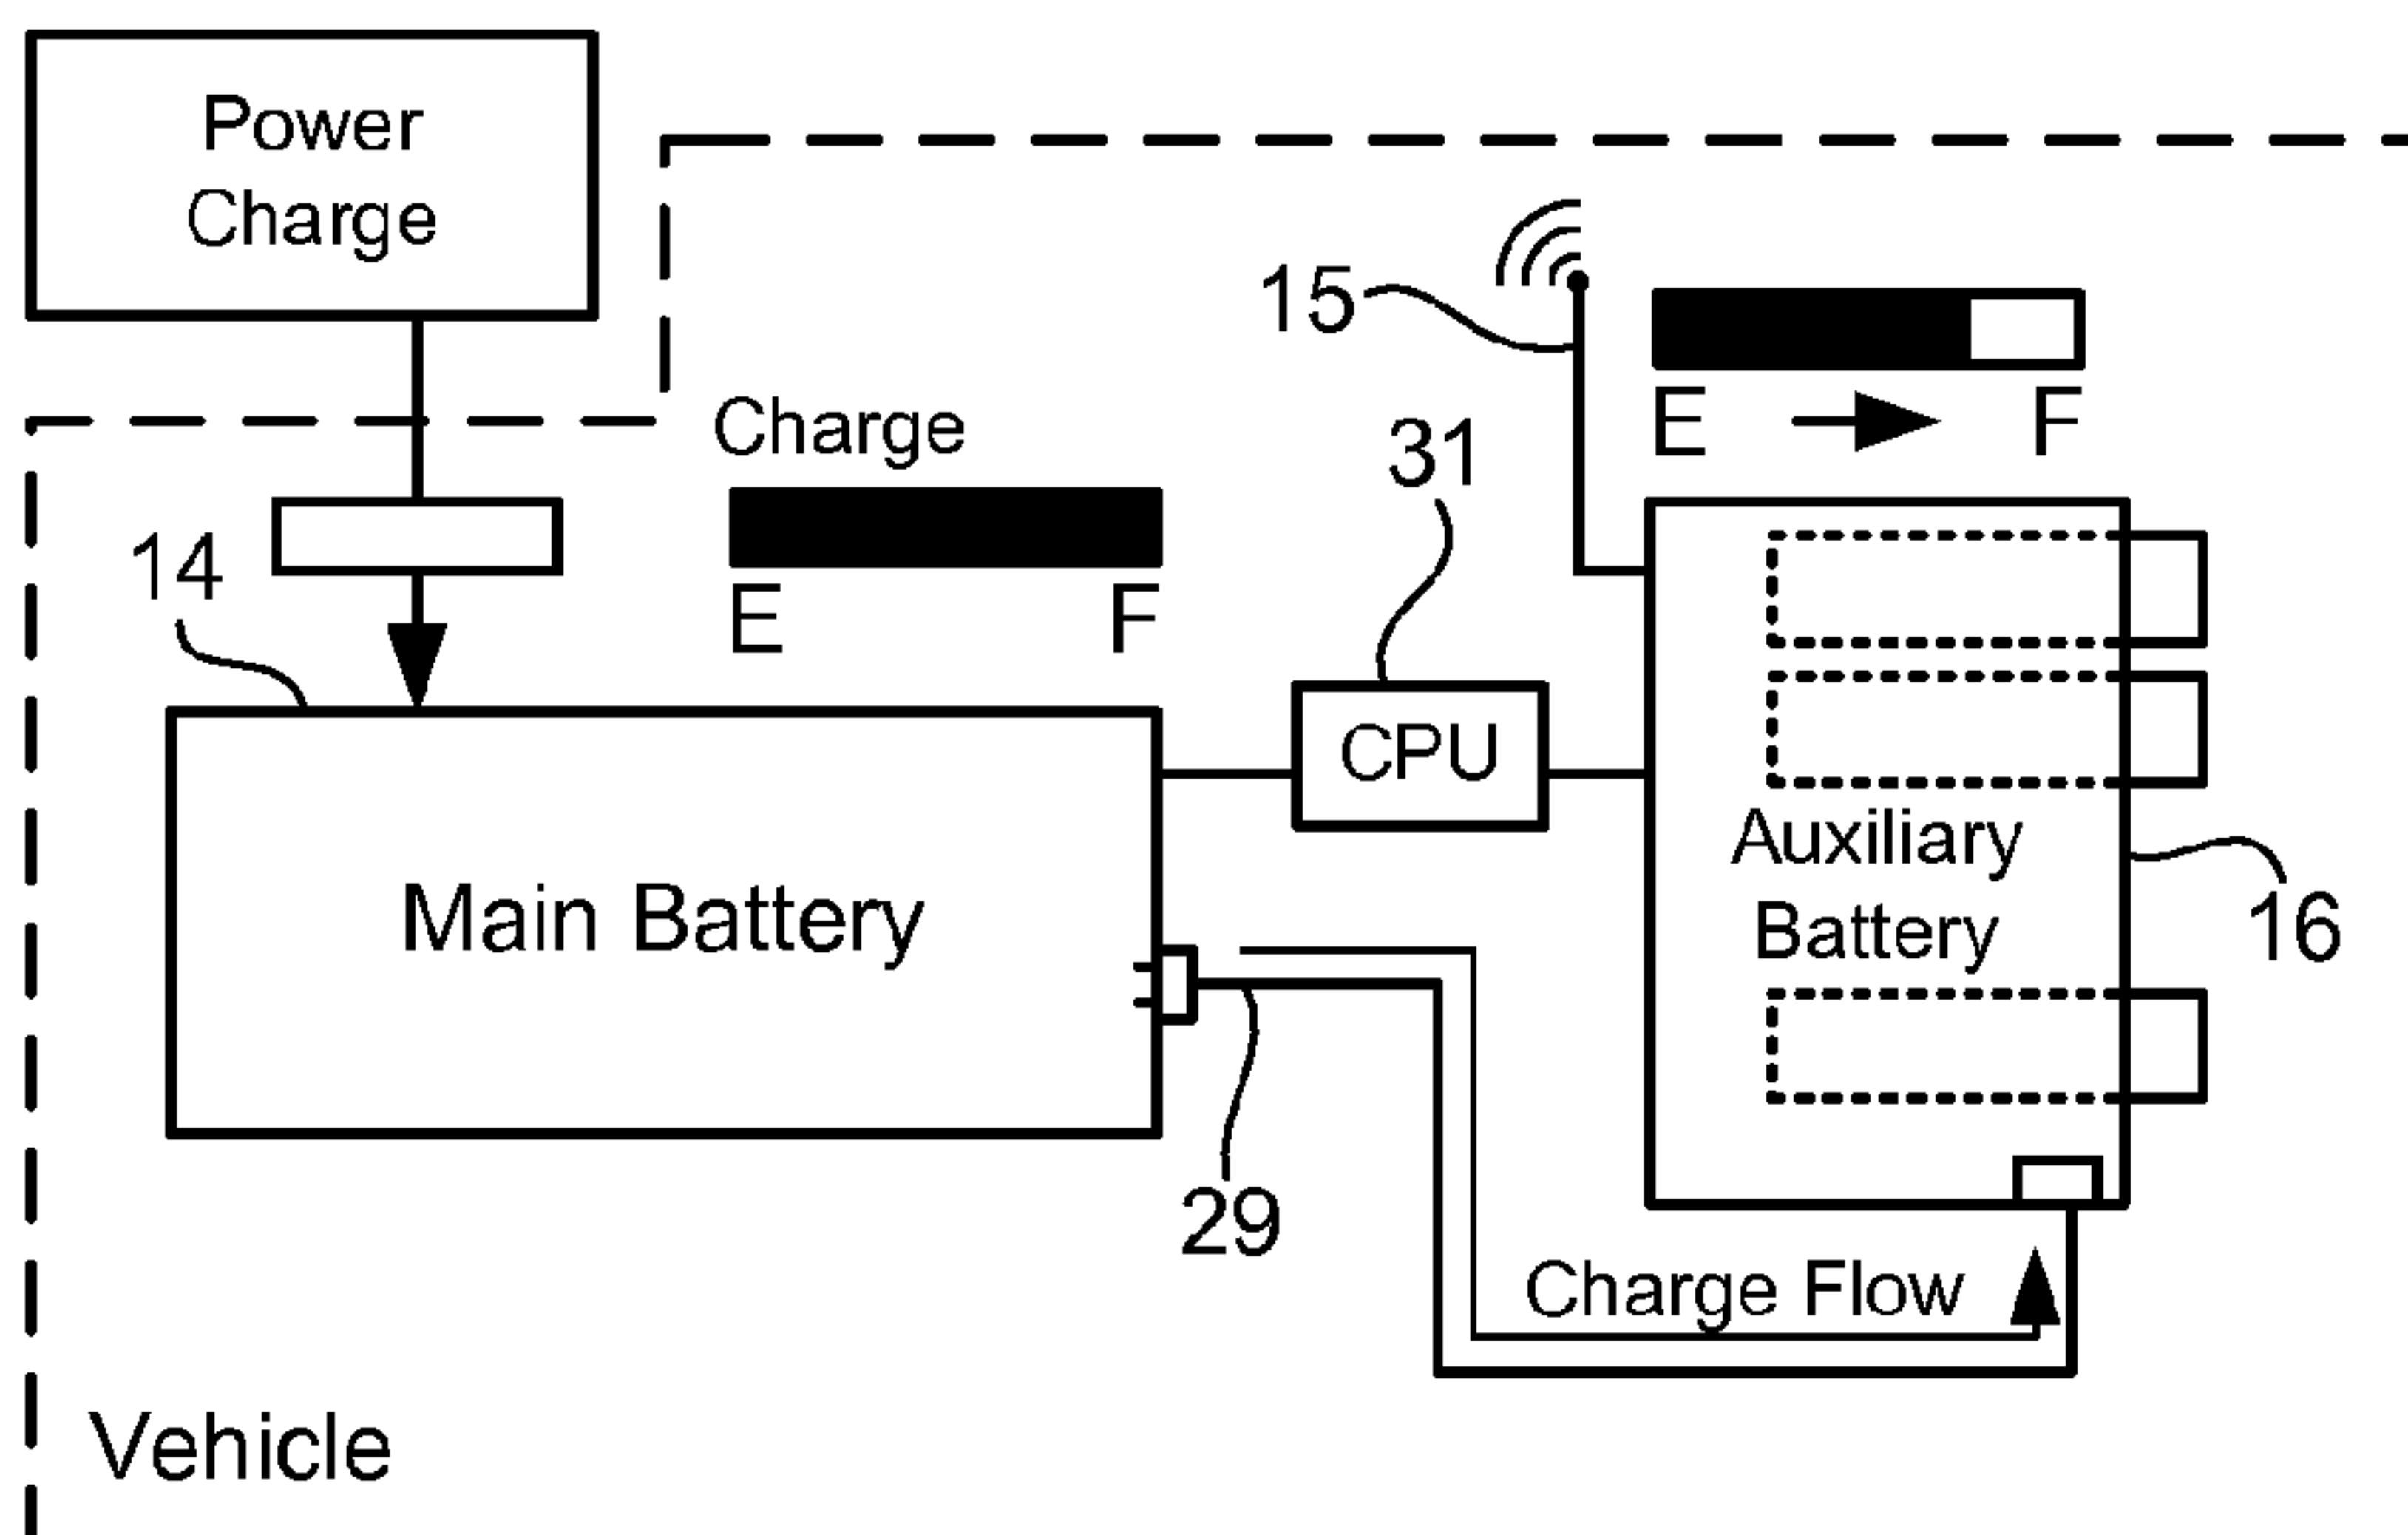 Power
Charge
15
Charge
31
E
F
14
E
F
CPU
Auxiliary
Battery
Main Battery
16
29
Charge Flow
Vehicle